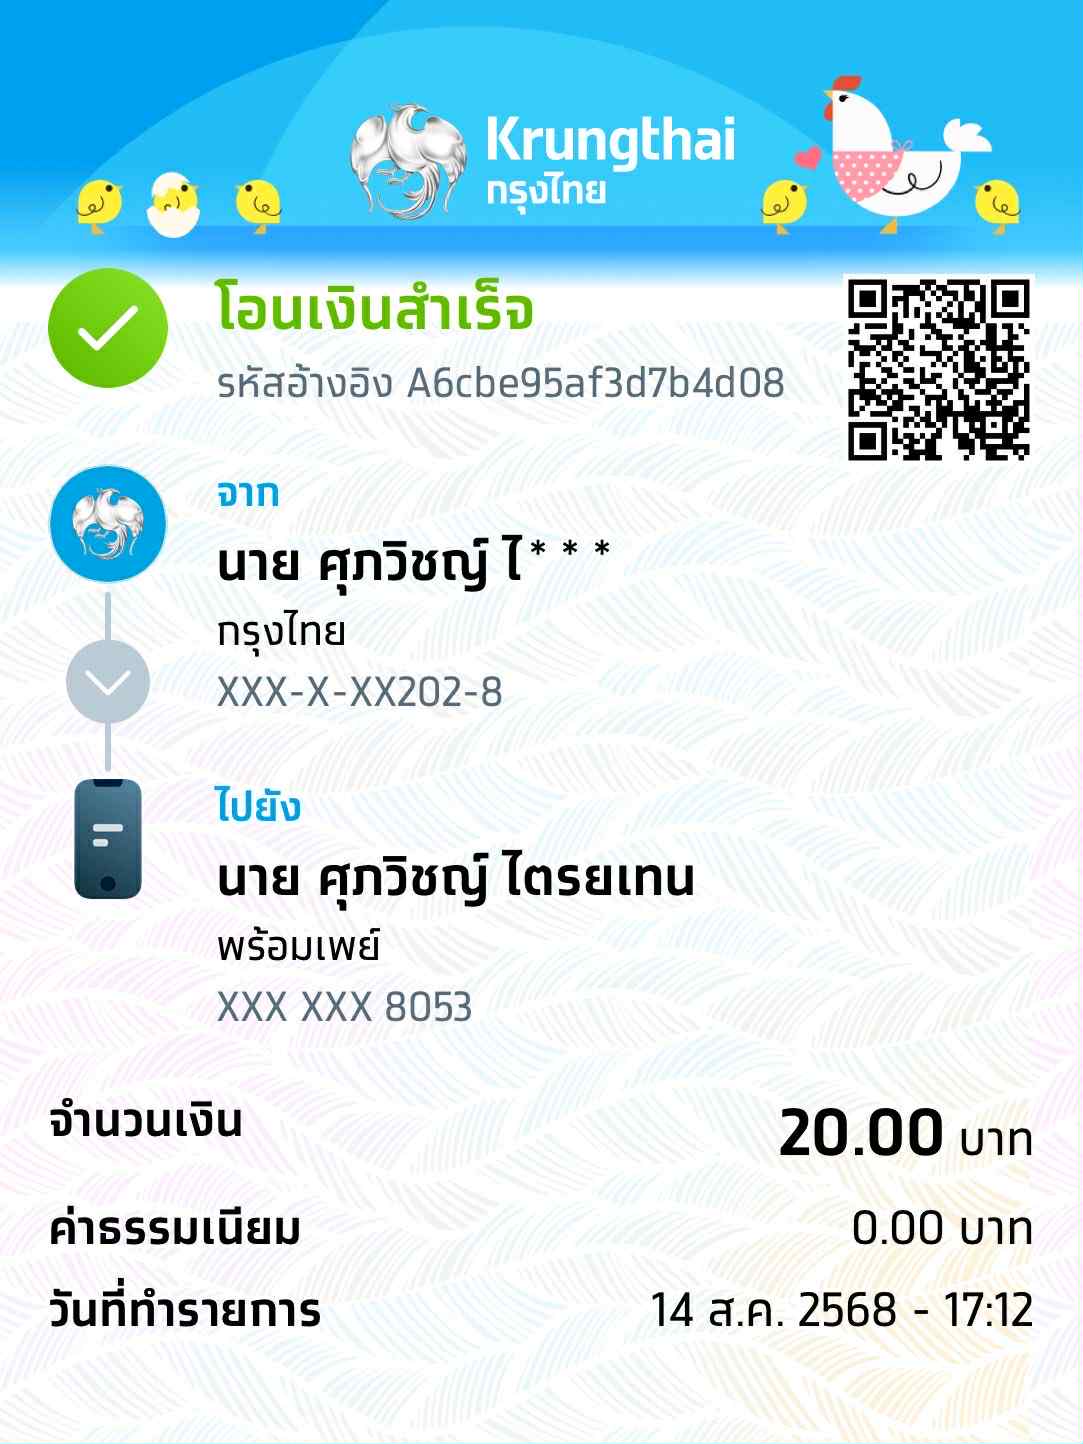 Krungthai
กรุงไทย
โอนเงินสำเร็จ
รหัสอ้างอิง A6cbe95af3d7b4d08
จาก
นาย ศุภวิชญ์ ไ***
กรุงไทย
XXX-X-XX202-8
ไปยัง
นาย ศุภวิชญ์ ไตรยเทน
พร้อมเพย์
XXX XXX 8053
จำนวนเงิน 20.00 บาท
ค่าธรรมเนียม 0.00 บาท
วันที่ทำรายการ 14 ส.ค. 2568 - 17:12